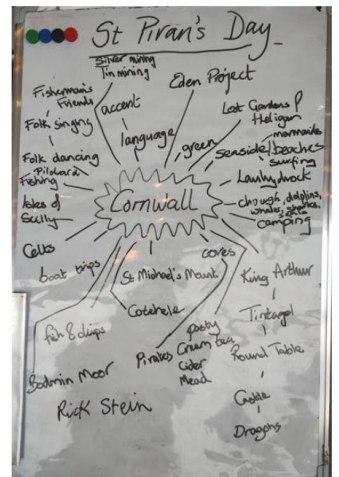 St Piran's Day
Silver mining
Tin mining
Eden Project
Fisherman's
Friends
accent
Lost Gardens of
Heligan
Folk singing
language
green
mermaids
seaside/beaches
surfing
Folk dancing
Pilchard
Fishing
Lanhydrock
Isles of
Scilly
Cornwall
chough, dolphins,
whales, sharks,
camping
Celts
coves
boat trips
St Michael's Mount
King Arthur
Cotehele
Tintagel
fish & chips
Pirates
pasty
Cream tea
Cider
Mead
Round Table
Bodmin Moor
Rick Stein
Castle
Dragons